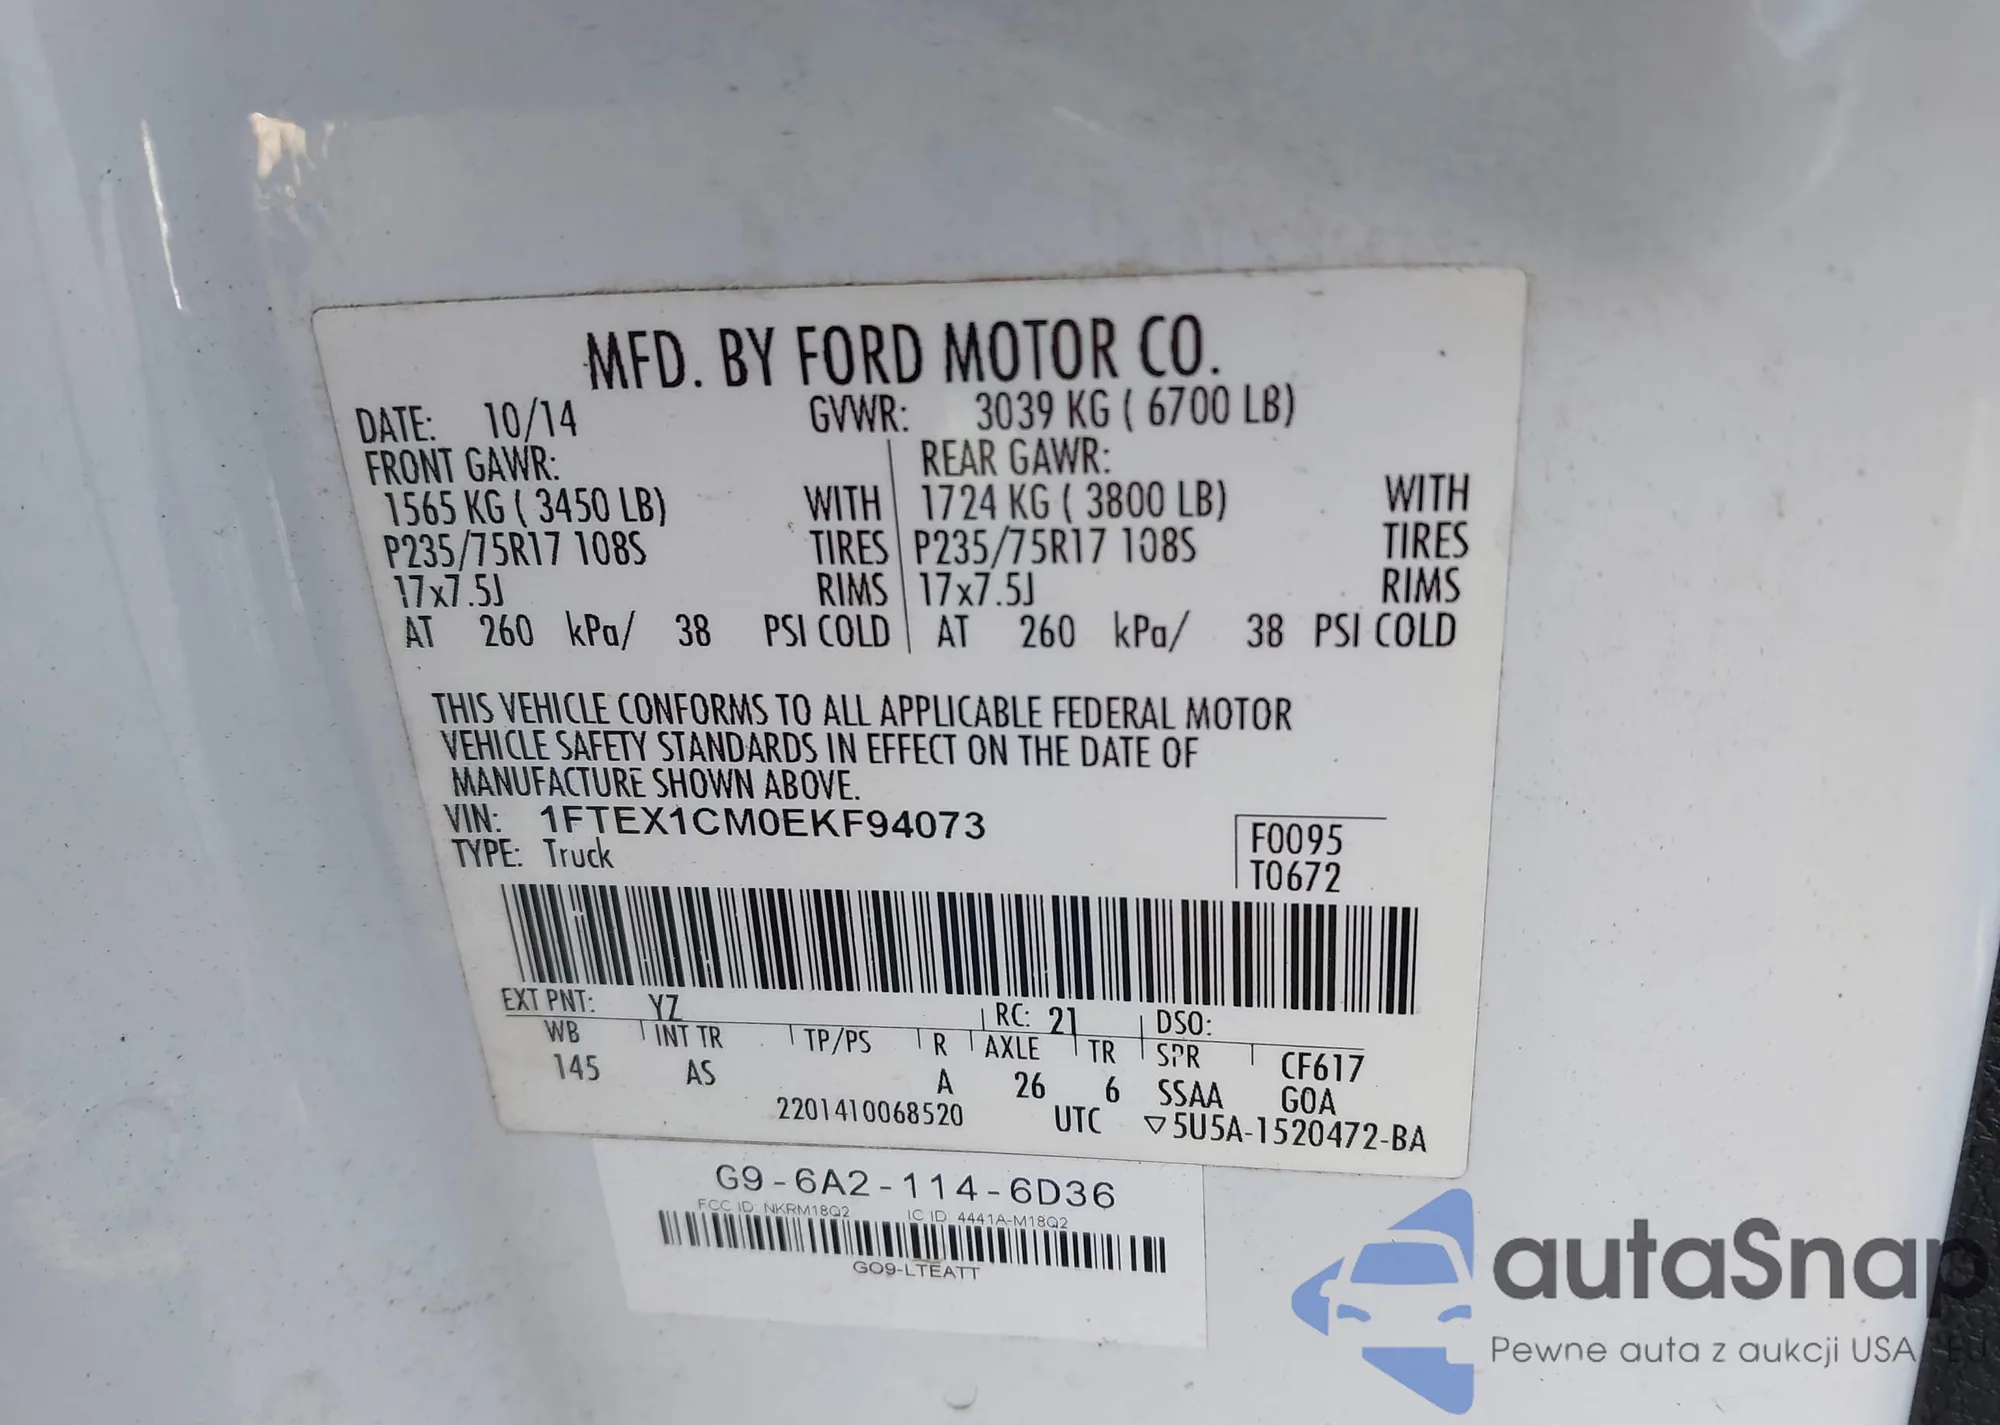 MFD. BY FORD MOTOR CO.
DATE: 10/14 GVWR: 3039 KG ( 6700 LB)
FRONT GAWR: REAR GAWR:
1565 KG ( 3450 LB) WITH 1724 KG ( 3800 LB) WITH
P235/75R17 108S TIRES P235/75R17 108S TIRES
17x7.5J RIMS 17x7.5J RIMS
AT 260 kPa/ 38 PSI COLD AT 260 kPa/ 38 PSI COLD
THIS VEHICLE CONFORMS TO ALL APPLICABLE FEDERAL MOTOR
VEHICLE SAFETY STANDARDS IN EFFECT ON THE DATE OF
MANUFACTURE SHOWN ABOVE.
VIN: 1FTEX1CM0EKF94073 F0095
TYPE: Truck T0672
EXT PNT: YZ RC: 21 DSO:
WB INT TR TP/PS R AXLE TR SPR CF617
145 AS A 26 6 SSAA GOA
2201410068520 UTC ▽5U5A-1520472-BA
G9-6A2-114-6D36
FCC ID NKRM18Q2 IC ID 4441A-M18Q2
GO9-LTEATT
autaSnap
Pewne auta z aukcji USA EU